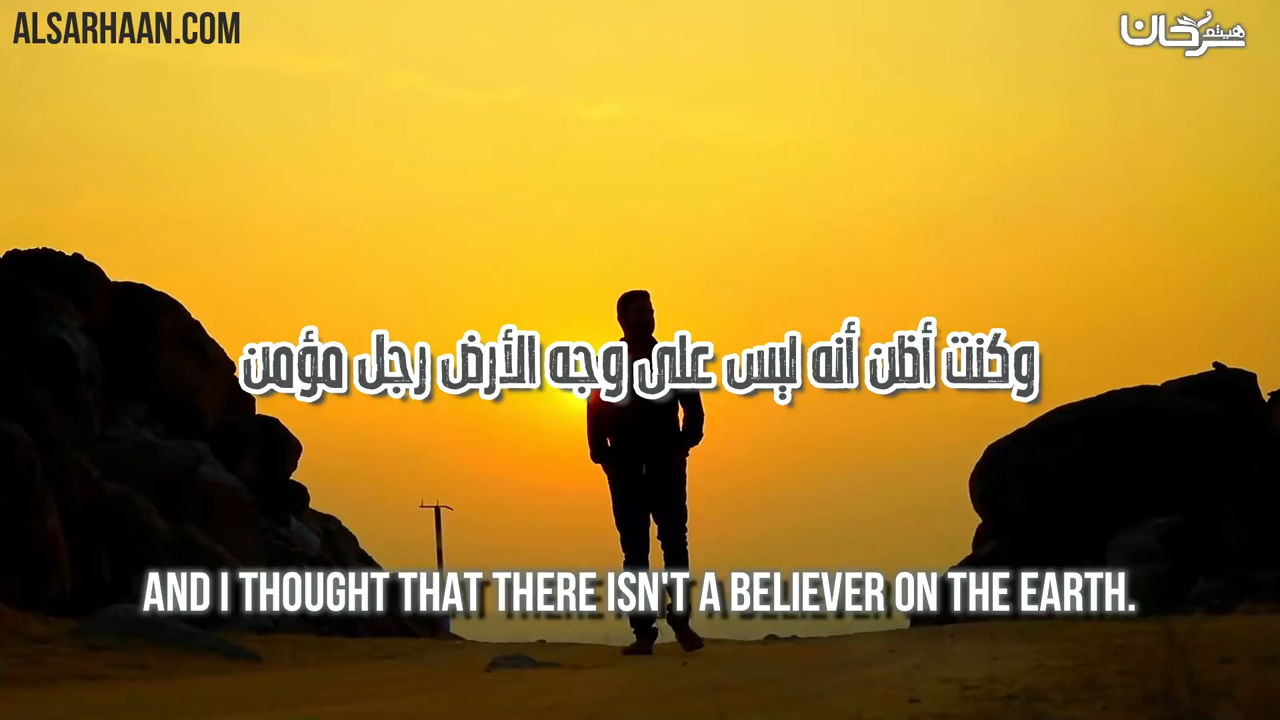 ALSARHAAN.COM
هيثم سرحان
وكنت أظن أنه ليس على وجه الأرض رجل مؤمن
AND I THOUGHT THAT THERE ISN'T A BELIEVER ON THE EARTH.